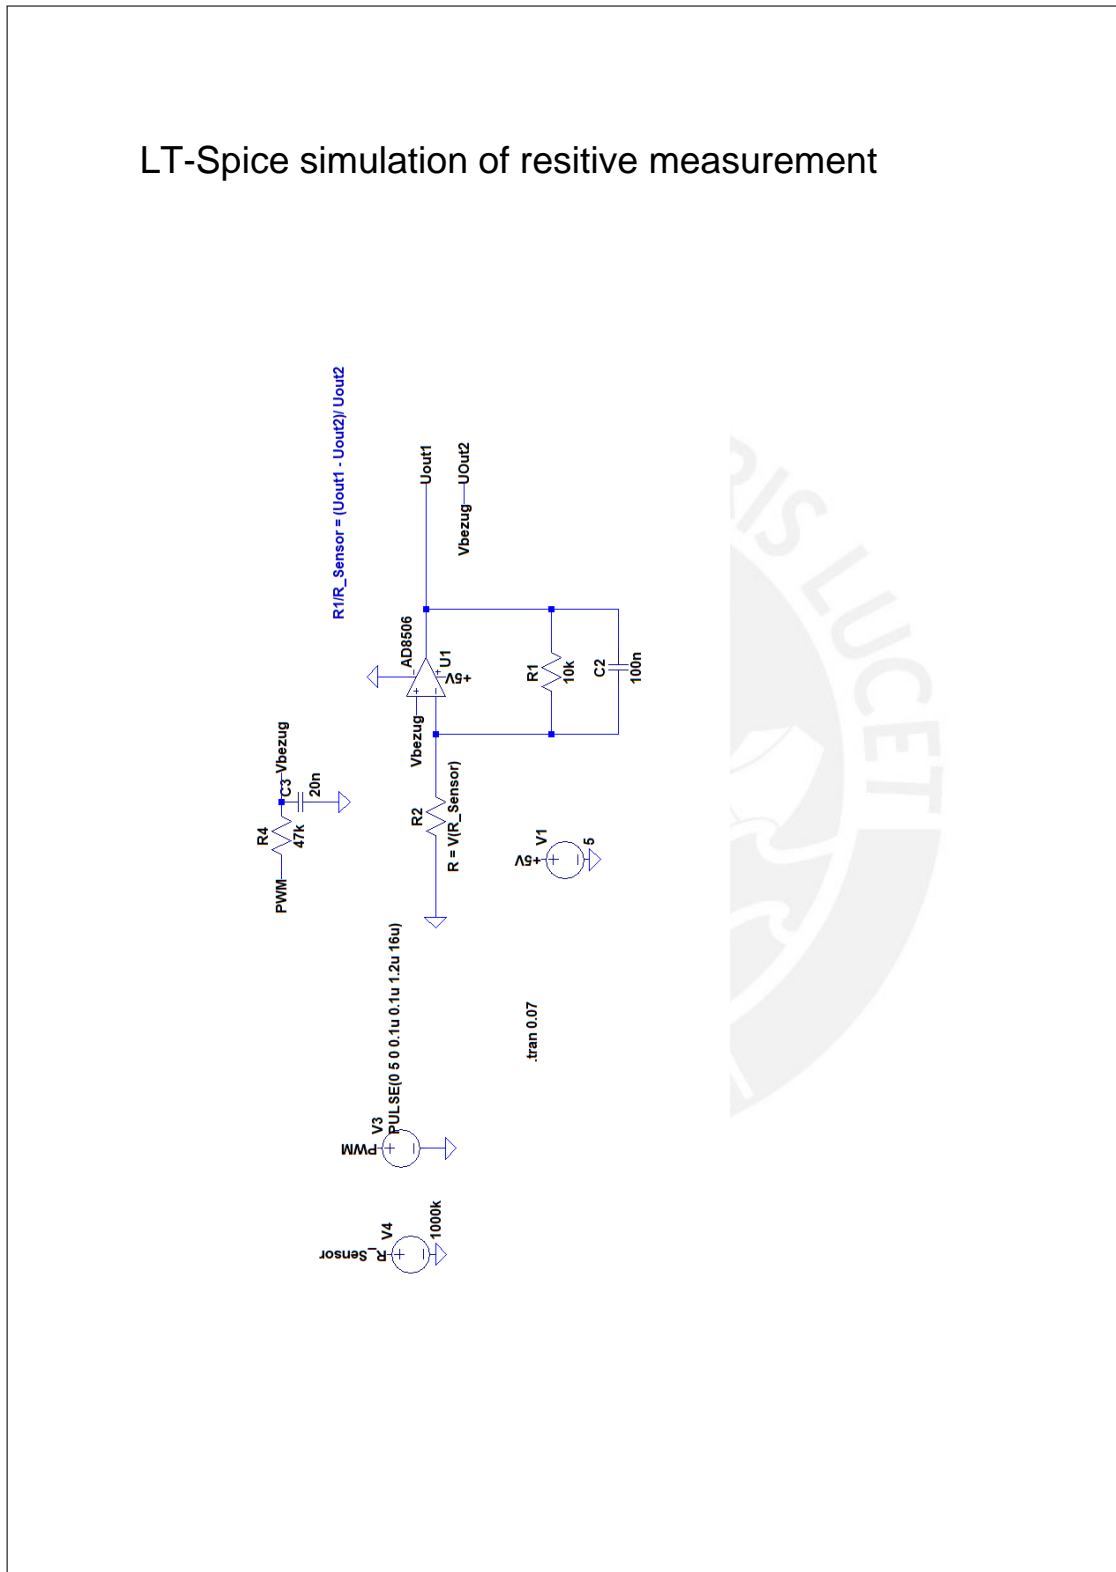 LT-Spice simulation of resitive measurement
R1/R_Sensor = (Uout1 - Uout2)/ Uout2
R4
47k
PWM
C3
20n
Vbezug
Vbezug
AD8506
U1
+5V
Uout1
Vbezug
UOut2
R2
R = V(R_Sensor)
R1
10k
C2
100n
V1
+5V
5
V3
PWM
PULSE(0 5 0 0.1u 0.1u 1.2u 16u)
.tran 0.07
V4
R_Sensor
1000k
RIS LUCET